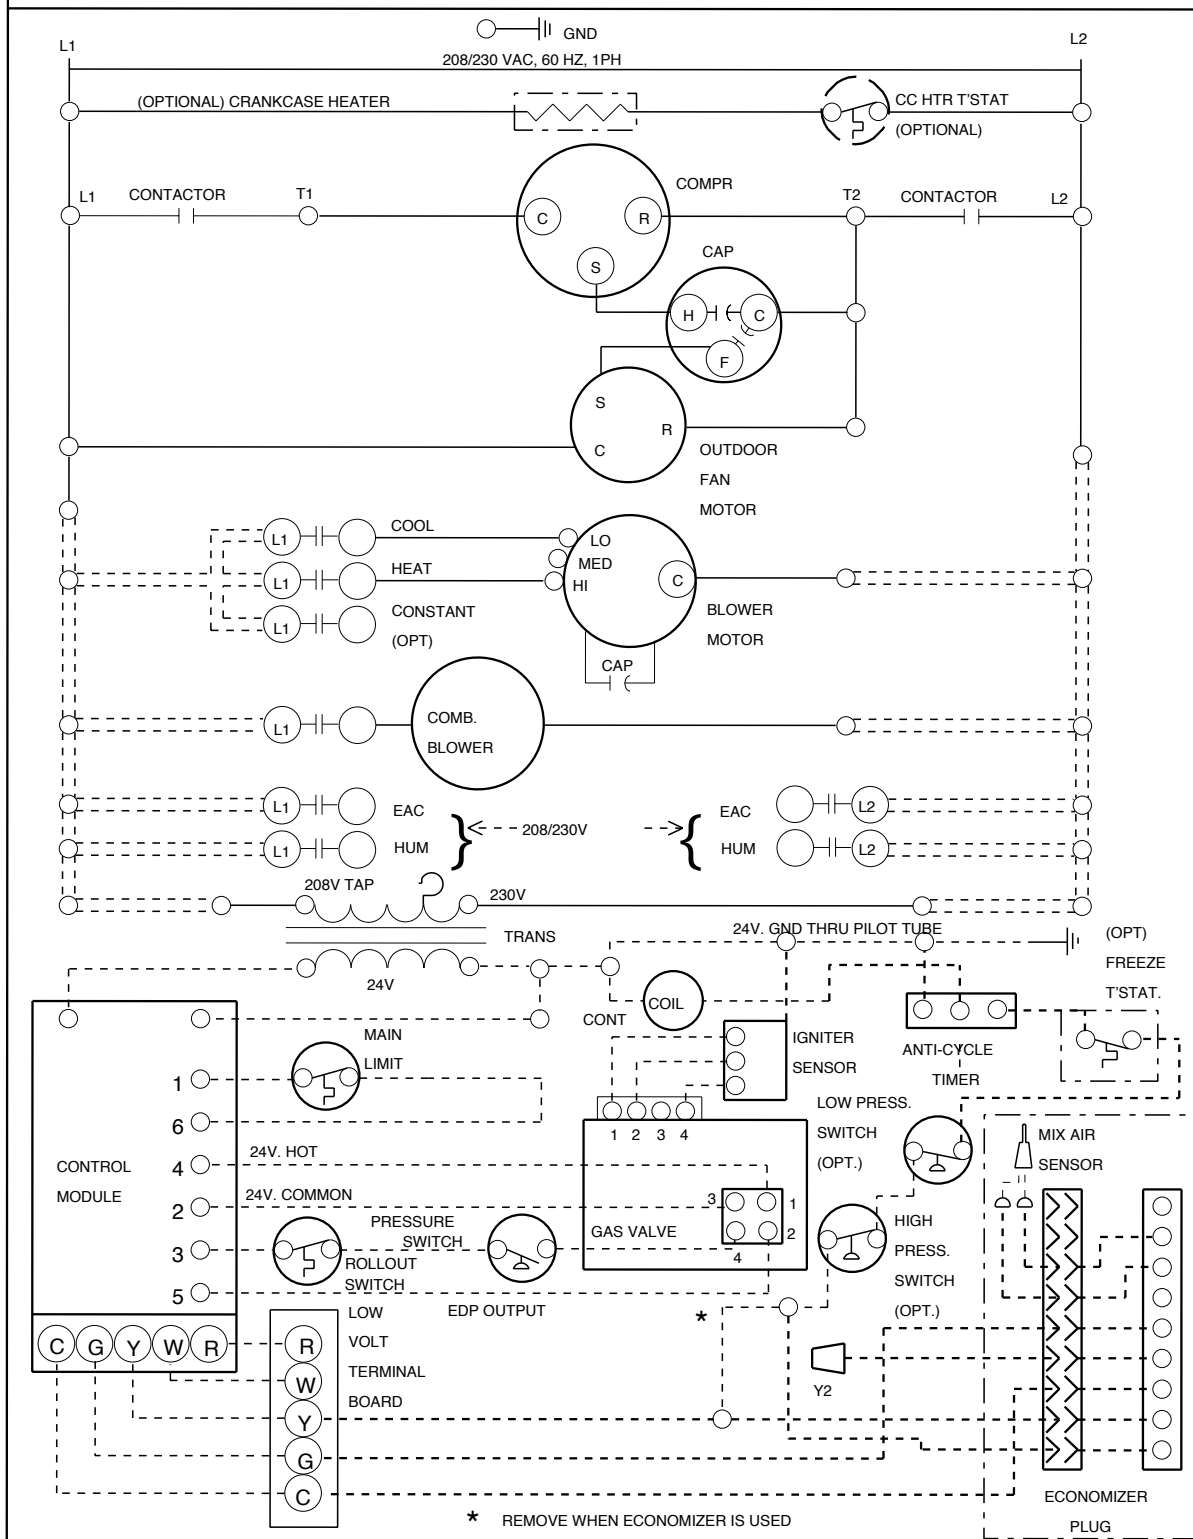 GND
L1
L2
208/230 VAC, 60 HZ, 1PH
(OPTIONAL) CRANKCASE HEATER
CC HTR T'STAT
(OPTIONAL)
L1
CONTACTOR
T1
COMPR
T2
CONTACTOR
L2
C
R
S
CAP
H
C
F
S
R
C
OUTDOOR
FAN
MOTOR
L1
COOL
LO
MED
HI
L1
HEAT
C
BLOWER
MOTOR
L1
CONSTANT
(OPT)
CAP
L1
COMB.
BLOWER
L1
EAC
208/230V
EAC
L2
L1
HUM
HUM
L2
208V TAP
230V
TRANS
24V
24V. GND THRU PILOT TUBE
(OPT)
FREEZE
T'STAT.
CONT
COIL
IGNITER
SENSOR
ANTI-CYCLE
TIMER
MAIN
LIMIT
1
6
4
2
3
5
CONTROL
MODULE
24V. HOT
24V. COMMON
PRESSURE
SWITCH
ROLLOUT
SWITCH
EDP OUTPUT
1 2 3 4
GAS VALVE
3
1
2
4
LOW PRESS.
SWITCH
(OPT.)
HIGH
PRESS.
SWITCH
(OPT.)
MIX AIR
SENSOR
C G Y W R
R
W
Y
G
C
LOW
VOLT
TERMINAL
BOARD
*
Y2
ECONOMIZER
PLUG
* REMOVE WHEN ECONOMIZER IS USED